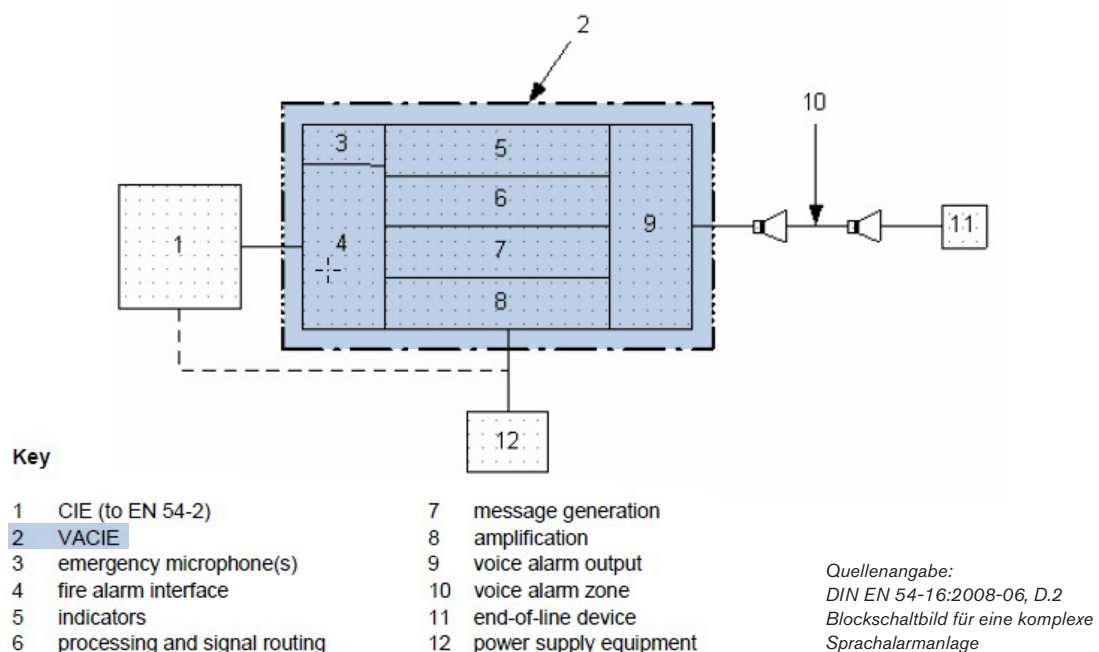 2
10
3
5
6
1
4
7
9
11
8
12
Key
1 CIE (to EN 54-2)
2 VACIE
3 emergency microphone(s)
4 fire alarm interface
5 indicators
6 processing and signal routing
7 message generation
8 amplification
9 voice alarm output
10 voice alarm zone
11 end-of-line device
12 power supply equipment
Quellenangabe:
DIN EN 54-16:2008-06, D.2
Blockschaltbild für eine komplexe
Sprachalarmanlage